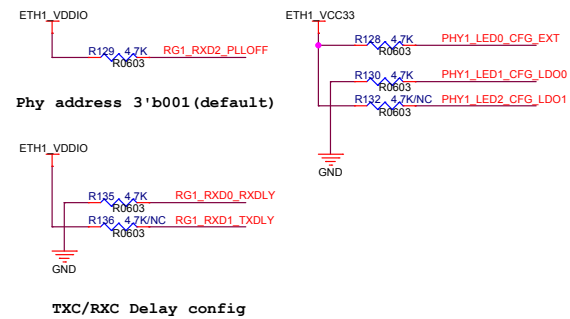 ETH1_VDDIO
R129 4.7K RG1_RXD2_PLLOFF
R0603
Phy address 3'b001(default)
ETH1_VCC33
R128 4.7K PHY1_LED0_CFG_EXT
R0603
R130 4.7K PHY1_LED1_CFG_LDO0
R0603
R132 4.7K/NC PHY1_LED2_CFG_LDO1
R0603
GND
ETH1_VDDIO
R135 4.7K RG1_RXD0_RXDLY
R0603
R136 4.7K/NC RG1_RXD1_TXDLY
R0603
GND
TXC/RXC Delay config